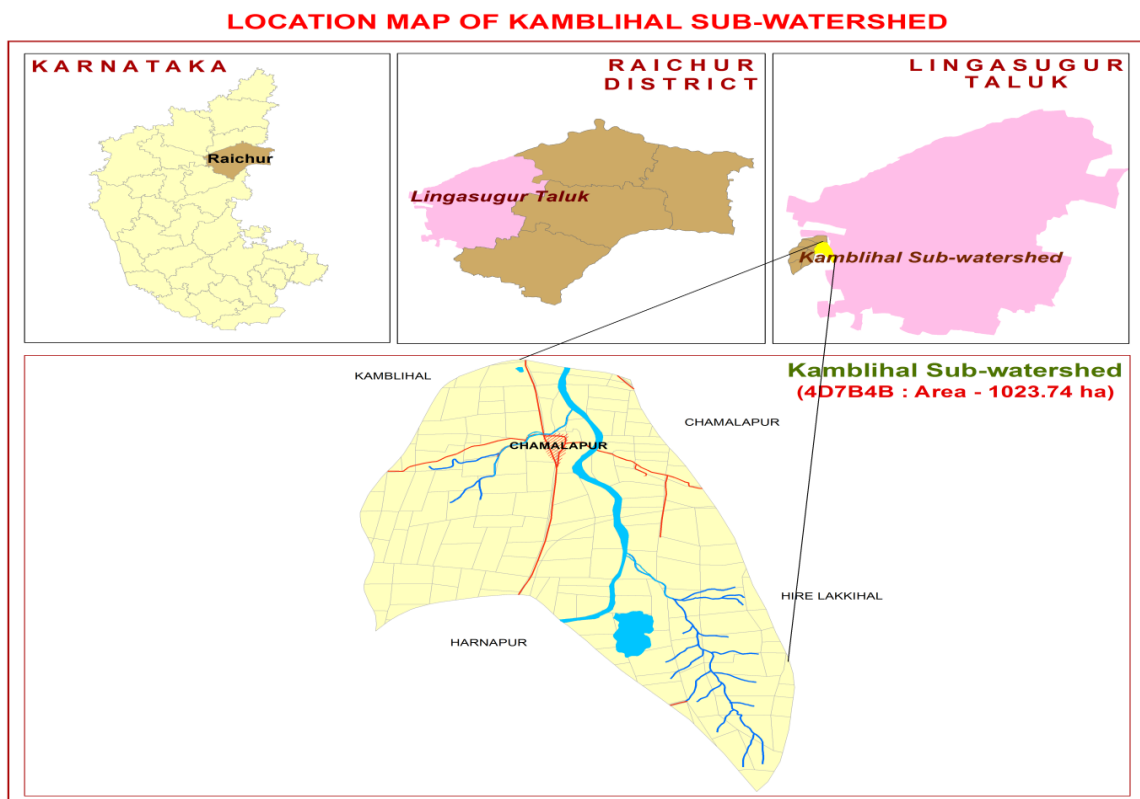 LOCATION MAP OF KAMBLIHAL SUB-WATERSHED
KARNATAKA
Raichur
RAICHUR
DISTRICT
Lingasugur Taluk
LINGASUGUR
TALUK
Kamblihal Sub-watershed
Kamblihal Sub-watershed
(4D7B4B : Area - 1023.74 ha)
KAMBLIHAL
CHAMALAPUR
CHAMALAPUR
HIRE LAKKIHAL
HARNAPUR